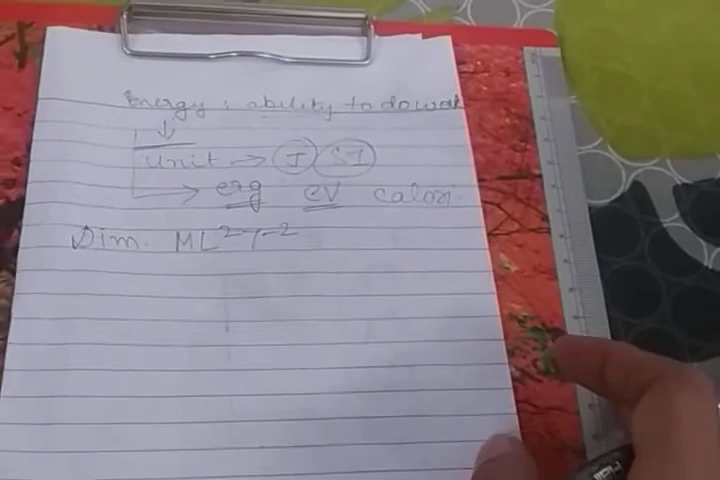 Energy : ability to do work
Unit → J SI
→ erg eV calori
Dim. ML²T⁻²